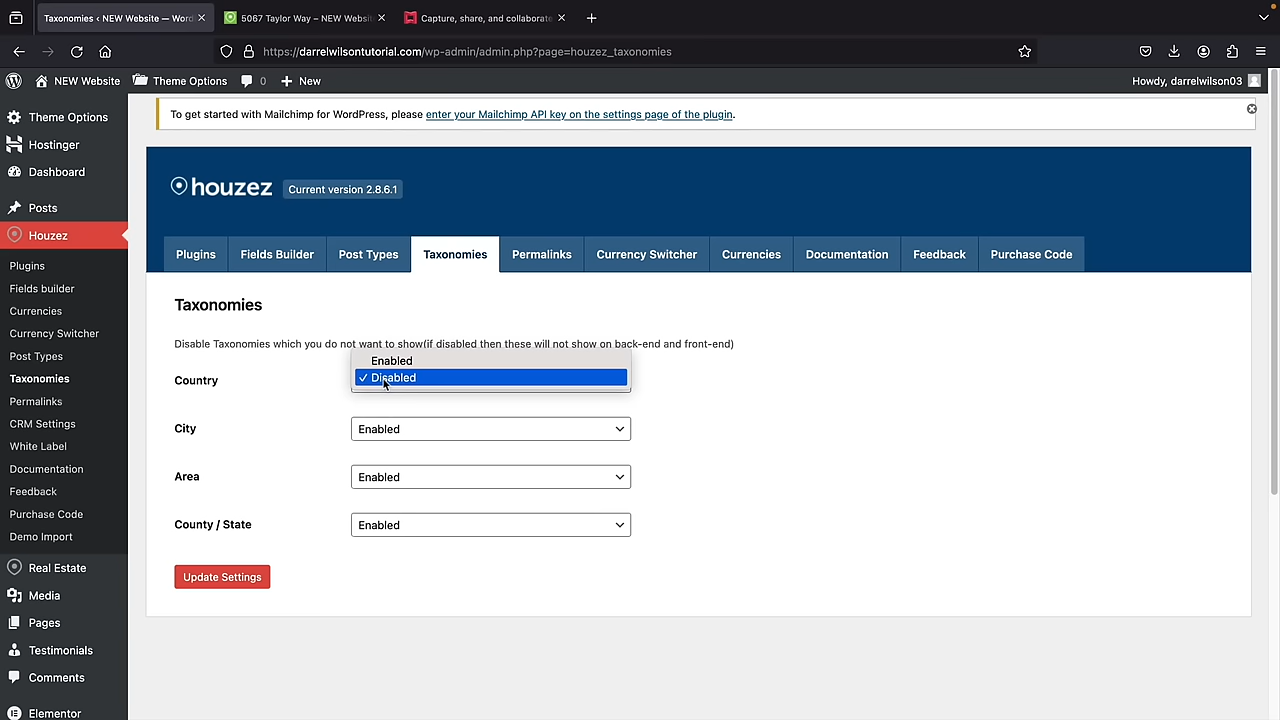 Taxonomies ‹ NEW Website — Word
5067 Taylor Way – NEW Websit
Capture, share, and collaborate
https://darrelwilsontutorial.com/wp-admin/admin.php?page=houzez_taxonomies
NEW Website
Theme Options
0
New
Howdy, darrelwilson03
Theme Options
Hostinger
Dashboard
Posts
Houzez
Plugins
Fields builder
Currencies
Currency Switcher
Post Types
Taxonomies
Permalinks
CRM Settings
White Label
Documentation
Feedback
Purchase Code
Demo Import
Real Estate
Media
Pages
Testimonials
Comments
Elementor
To get started with Mailchimp for WordPress, please enter your Mailchimp API key on the settings page of the plugin.
houzez
Current version 2.8.6.1
Plugins
Fields Builder
Post Types
Taxonomies
Permalinks
Currency Switcher
Currencies
Documentation
Feedback
Purchase Code
Taxonomies
Disable Taxonomies which you do not want to show(if disabled then these will not show on back-end and front-end)
Country
Enabled
✓ Disabled
City
Enabled
Area
Enabled
County / State
Enabled
Update Settings